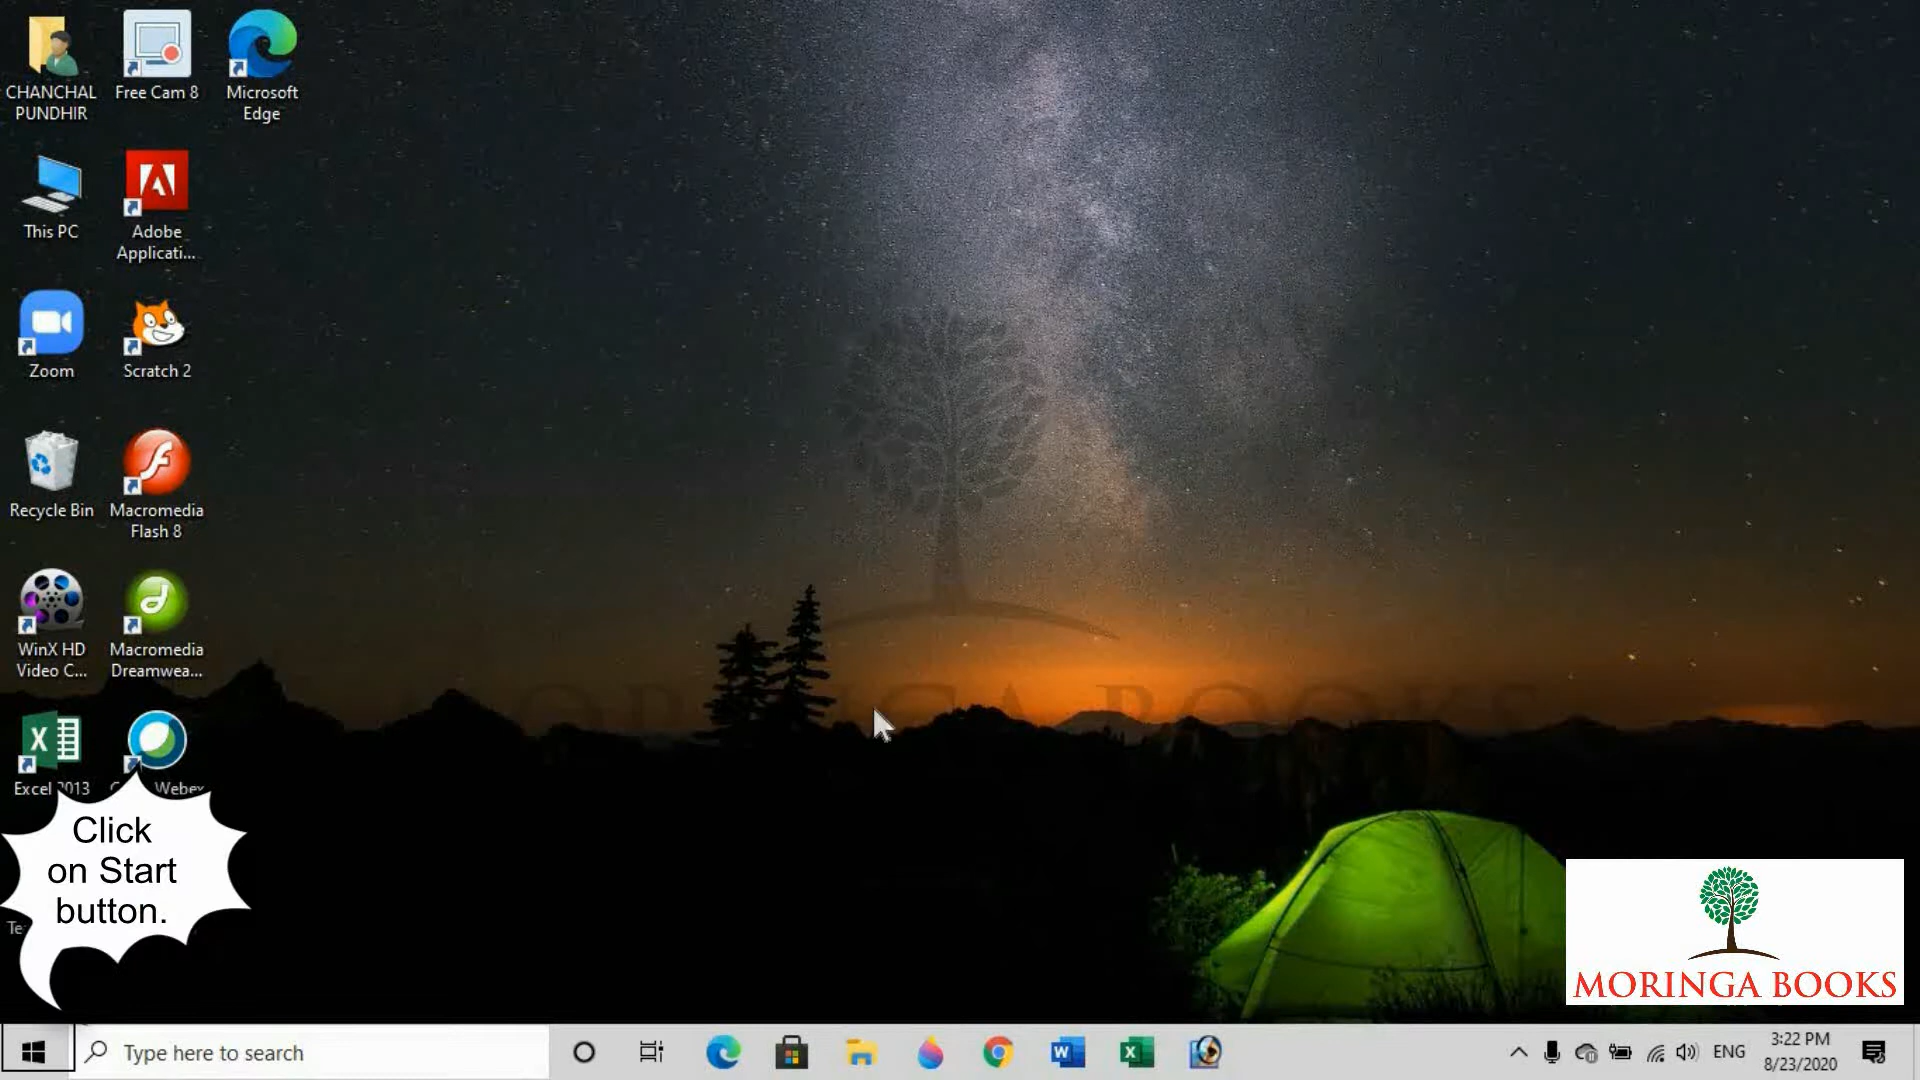 CHANCHAL
PUNDHIR
Free Cam 8
Microsoft
Edge
This PC
Adobe
Applicati...
Zoom
Scratch 2
Recycle Bin
Macromedia
Flash 8
WinX HD
Video C...
Macromedia
Dreamwea...
Excel 2013
Webex
Click
on Start
button.
MORINGA BOOKS
MORINGA BOOKS
Type here to search
ENG
3:22 PM
8/23/2020